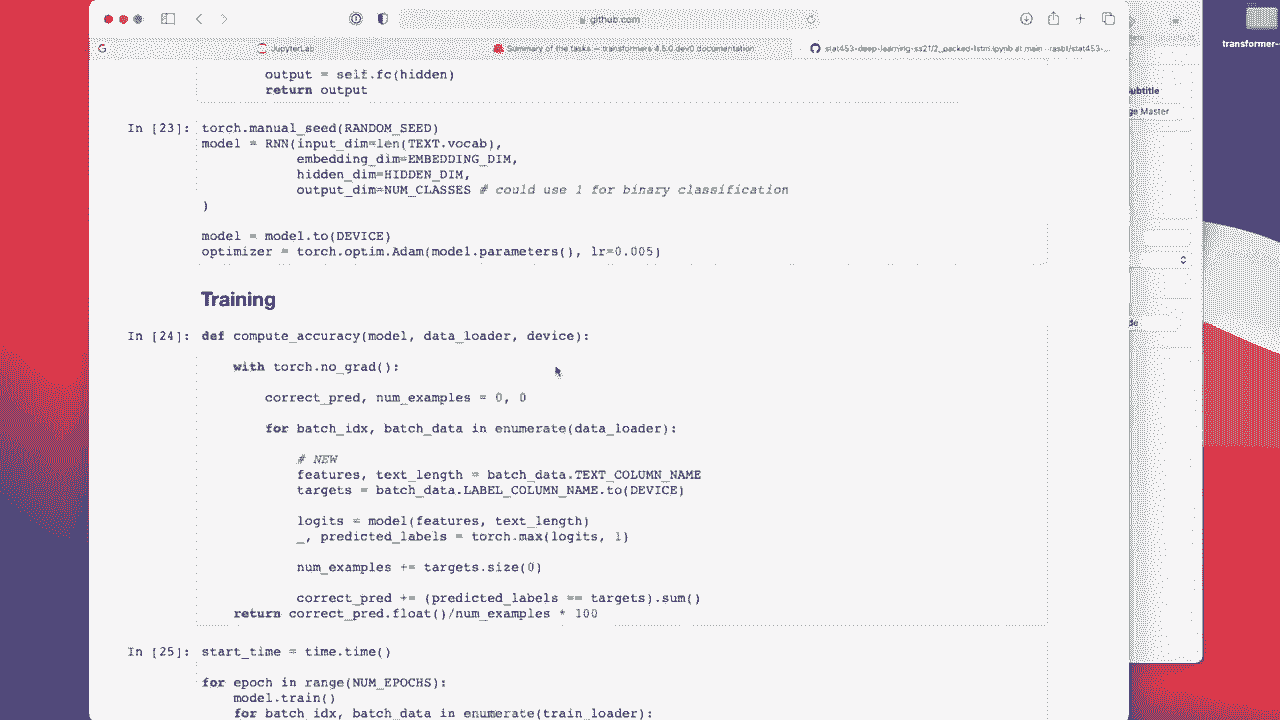 github.com
G
JupyterLab
Summary of the tasks — transformers 4.5.0.dev0 documentation
stat453-deep-learning-ss21/2_packed-lstm.ipynb at main · rasbt/stat453-...
transformer-
ubtitle
ge Master
de
output = self.fc(hidden)
return output
In [23]: torch.manual_seed(RANDOM_SEED)
model = RNN(input_dim=len(TEXT.vocab),
embedding_dim=EMBEDDING_DIM,
hidden_dim=HIDDEN_DIM,
output_dim=NUM_CLASSES # could use 1 for binary classification
)
model = model.to(DEVICE)
optimizer = torch.optim.Adam(model.parameters(), lr=0.005)
Training
In [24]: def compute_accuracy(model, data_loader, device):
with torch.no_grad():
correct_pred, num_examples = 0, 0
for batch_idx, batch_data in enumerate(data_loader):
# NEW
features, text_length = batch_data.TEXT_COLUMN_NAME
targets = batch_data.LABEL_COLUMN_NAME.to(DEVICE)
logits = model(features, text_length)
_, predicted_labels = torch.max(logits, 1)
num_examples += targets.size(0)
correct_pred += (predicted_labels == targets).sum()
return correct_pred.float()/num_examples * 100
In [25]: start_time = time.time()
for epoch in range(NUM_EPOCHS):
model.train()
for batch_idx, batch_data in enumerate(train_loader):